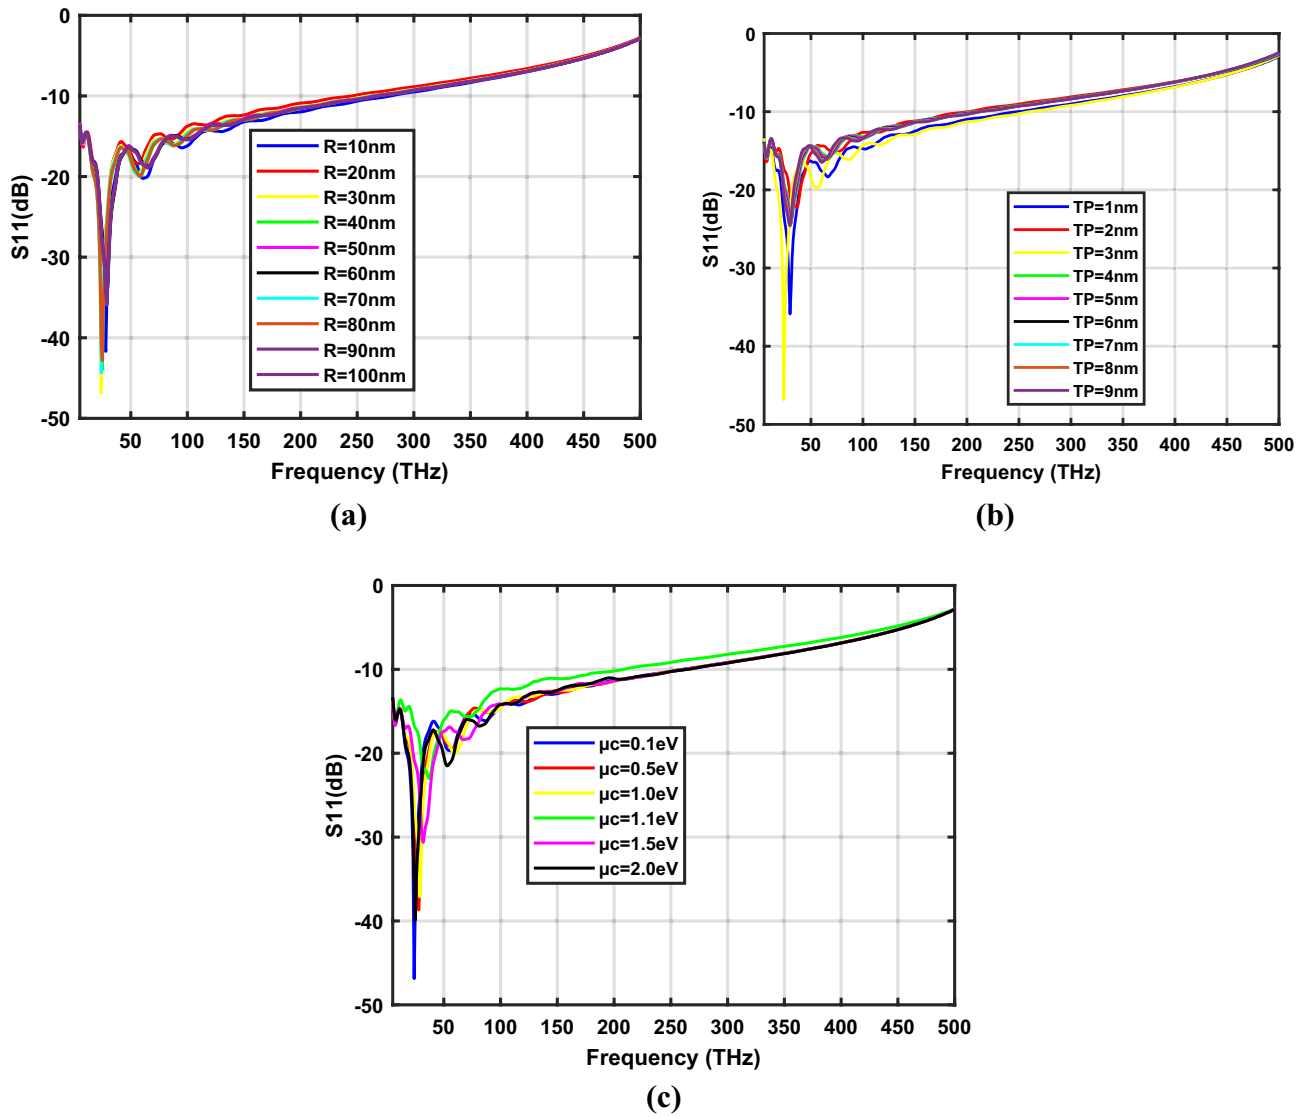 0
-10
-20
-30
-40
-50
S11(dB)
R=10nm
R=20nm
R=30nm
R=40nm
R=50nm
R=60nm
R=70nm
R=80nm
R=90nm
R=100nm
50 100 150 200 250 300 350 400 450 500
Frequency (THz)
(a)
0
-10
-20
-30
-40
-50
S11(dB)
TP=1nm
TP=2nm
TP=3nm
TP=4nm
TP=5nm
TP=6nm
TP=7nm
TP=8nm
TP=9nm
50 100 150 200 250 300 350 400 450 500
Frequency (THz)
(b)
0
-10
-20
-30
-40
-50
S11(dB)
μc=0.1eV
μc=0.5eV
μc=1.0eV
μc=1.1eV
μc=1.5eV
μc=2.0eV
50 100 150 200 250 300 350 400 450 500
Frequency (THz)
(c)